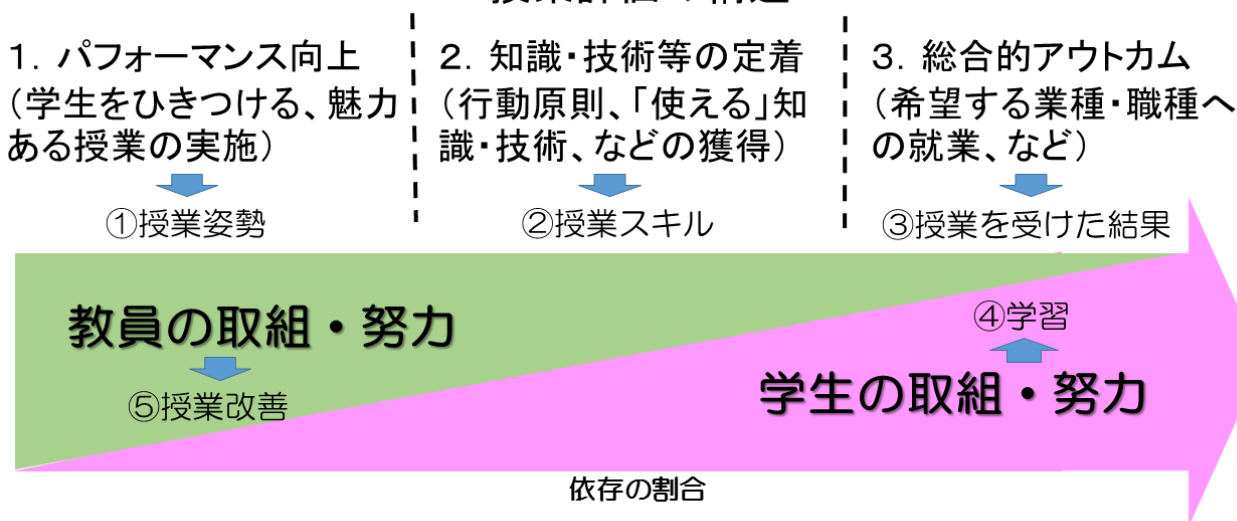 1．パフォーマンス向上
（学生をひきつける、魅力
ある授業の実施）
①授業姿勢
2．知識・技術等の定着
（行動原則、「使える」知
識・技術、などの獲得）
②授業スキル
3．総合的アウトカム
（希望する業種・職種へ
の就業、など）
③授業を受けた結果
教員の取組・努力
⑤授業改善
④学習
学生の取組・努力
依存の割合